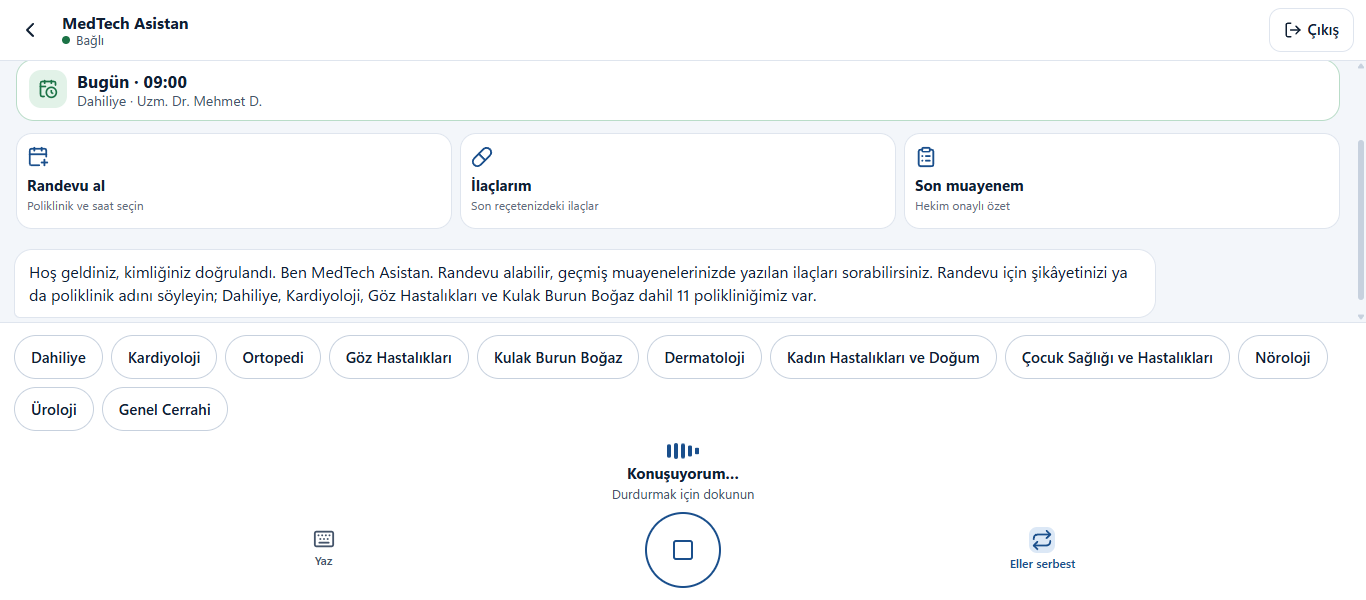 MedTech Asistan
Bağlı
Çıkış
Bugün · 09:00
Dahiliye · Uzm. Dr. Mehmet D.
Randevu al
Poliklinik ve saat seçin
İlaçlarım
Son reçetenizdeki ilaçlar
Son muayenem
Hekim onaylı özet
Hoş geldiniz, kimliğiniz doğrulandı. Ben MedTech Asistan. Randevu alabilir, geçmiş muayenelerinizde yazılan ilaçları sorabilirsiniz. Randevu için şikâyetinizi ya
da poliklinik adını söyleyin; Dahiliye, Kardiyoloji, Göz Hastalıkları ve Kulak Burun Boğaz dahil 11 polikliniğimiz var.
Dahiliye
Kardiyoloji
Ortopedi
Göz Hastalıkları
Kulak Burun Boğaz
Dermatoloji
Kadın Hastalıkları ve Doğum
Çocuk Sağlığı ve Hastalıkları
Nöroloji
Üroloji
Genel Cerrahi
Konuşuyorum...
Durdurmak için dokunun
Yaz
Eller serbest